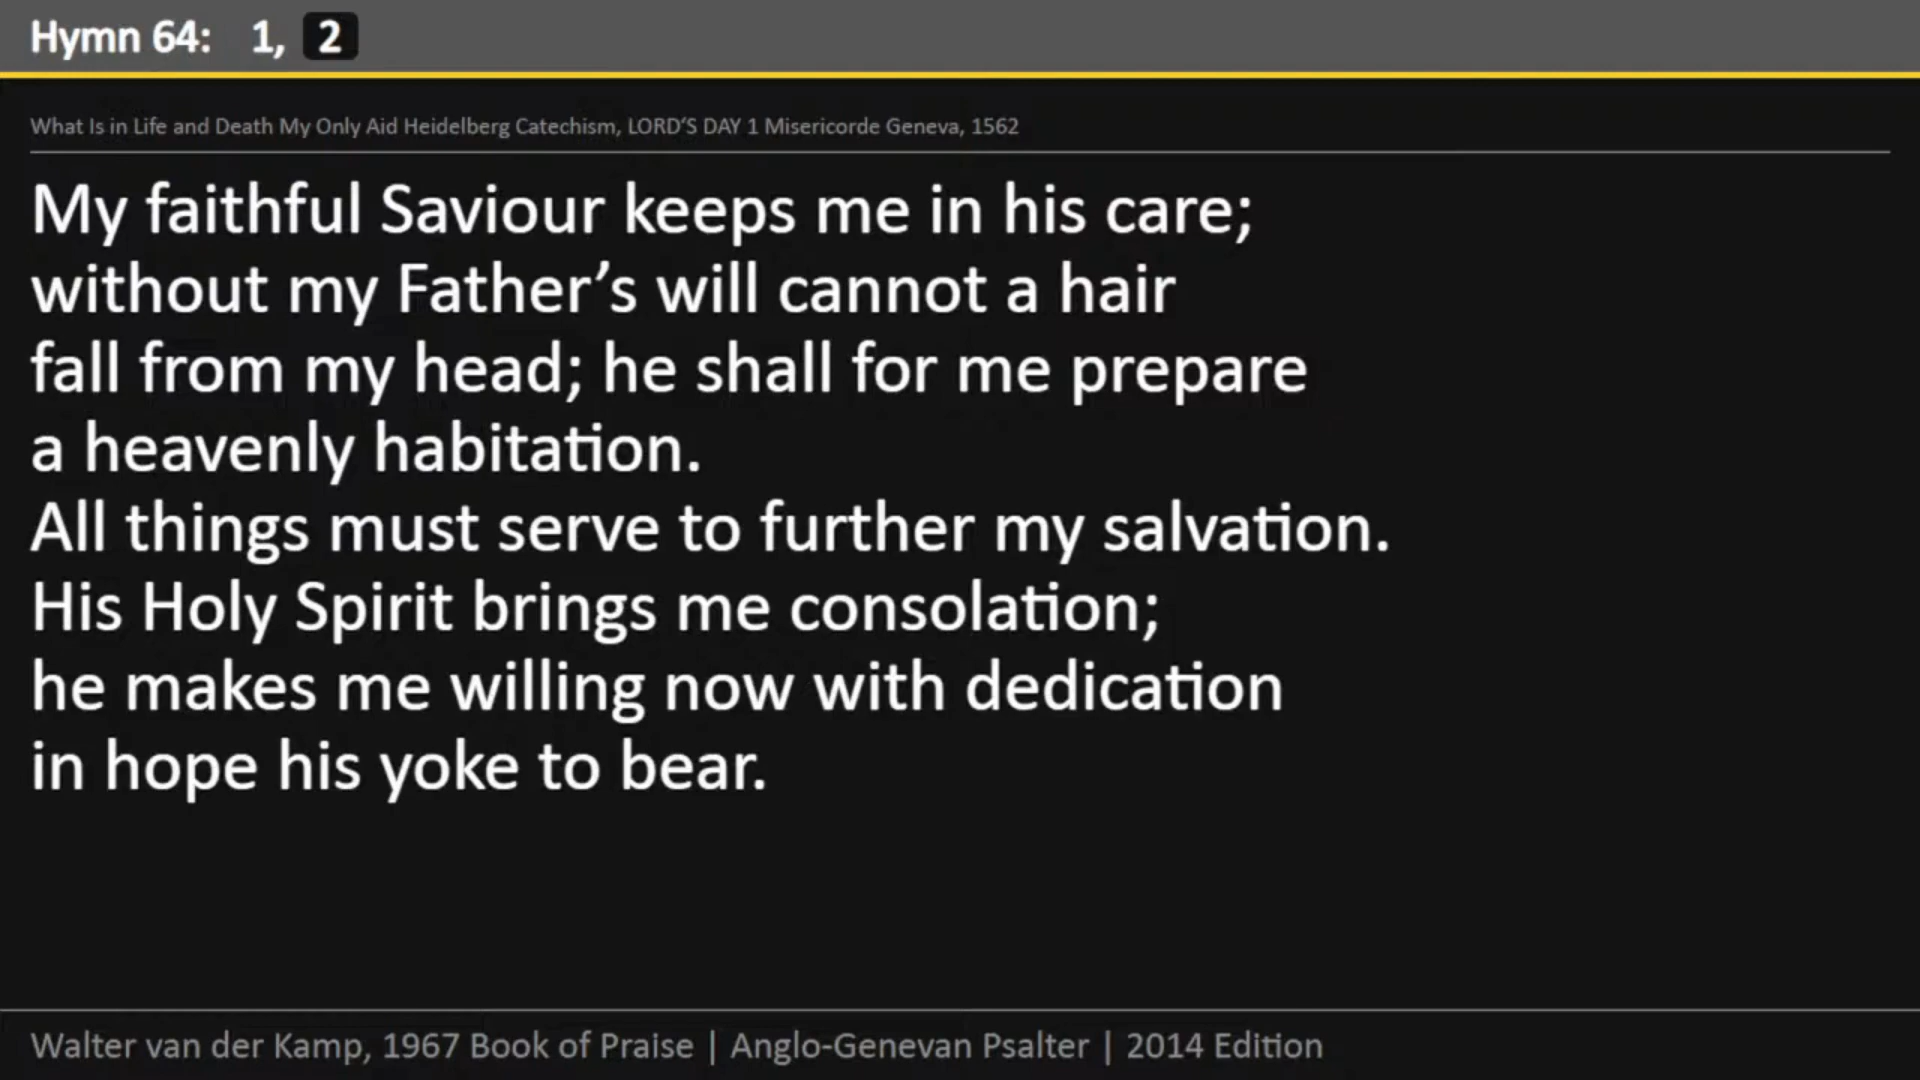 Hymn 64: 1, 2
What Is in Life and Death My Only Aid Heidelberg Catechism, LORD'S DAY 1 Misericorde Geneva, 1562
My faithful Saviour keeps me in his care;
without my Father’s will cannot a hair
fall from my head; he shall for me prepare
a heavenly habitation.
All things must serve to further my salvation.
His Holy Spirit brings me consolation;
he makes me willing now with dedication
in hope his yoke to bear.
Walter van der Kamp, 1967 Book of Praise | Anglo-Genevan Psalter | 2014 Edition